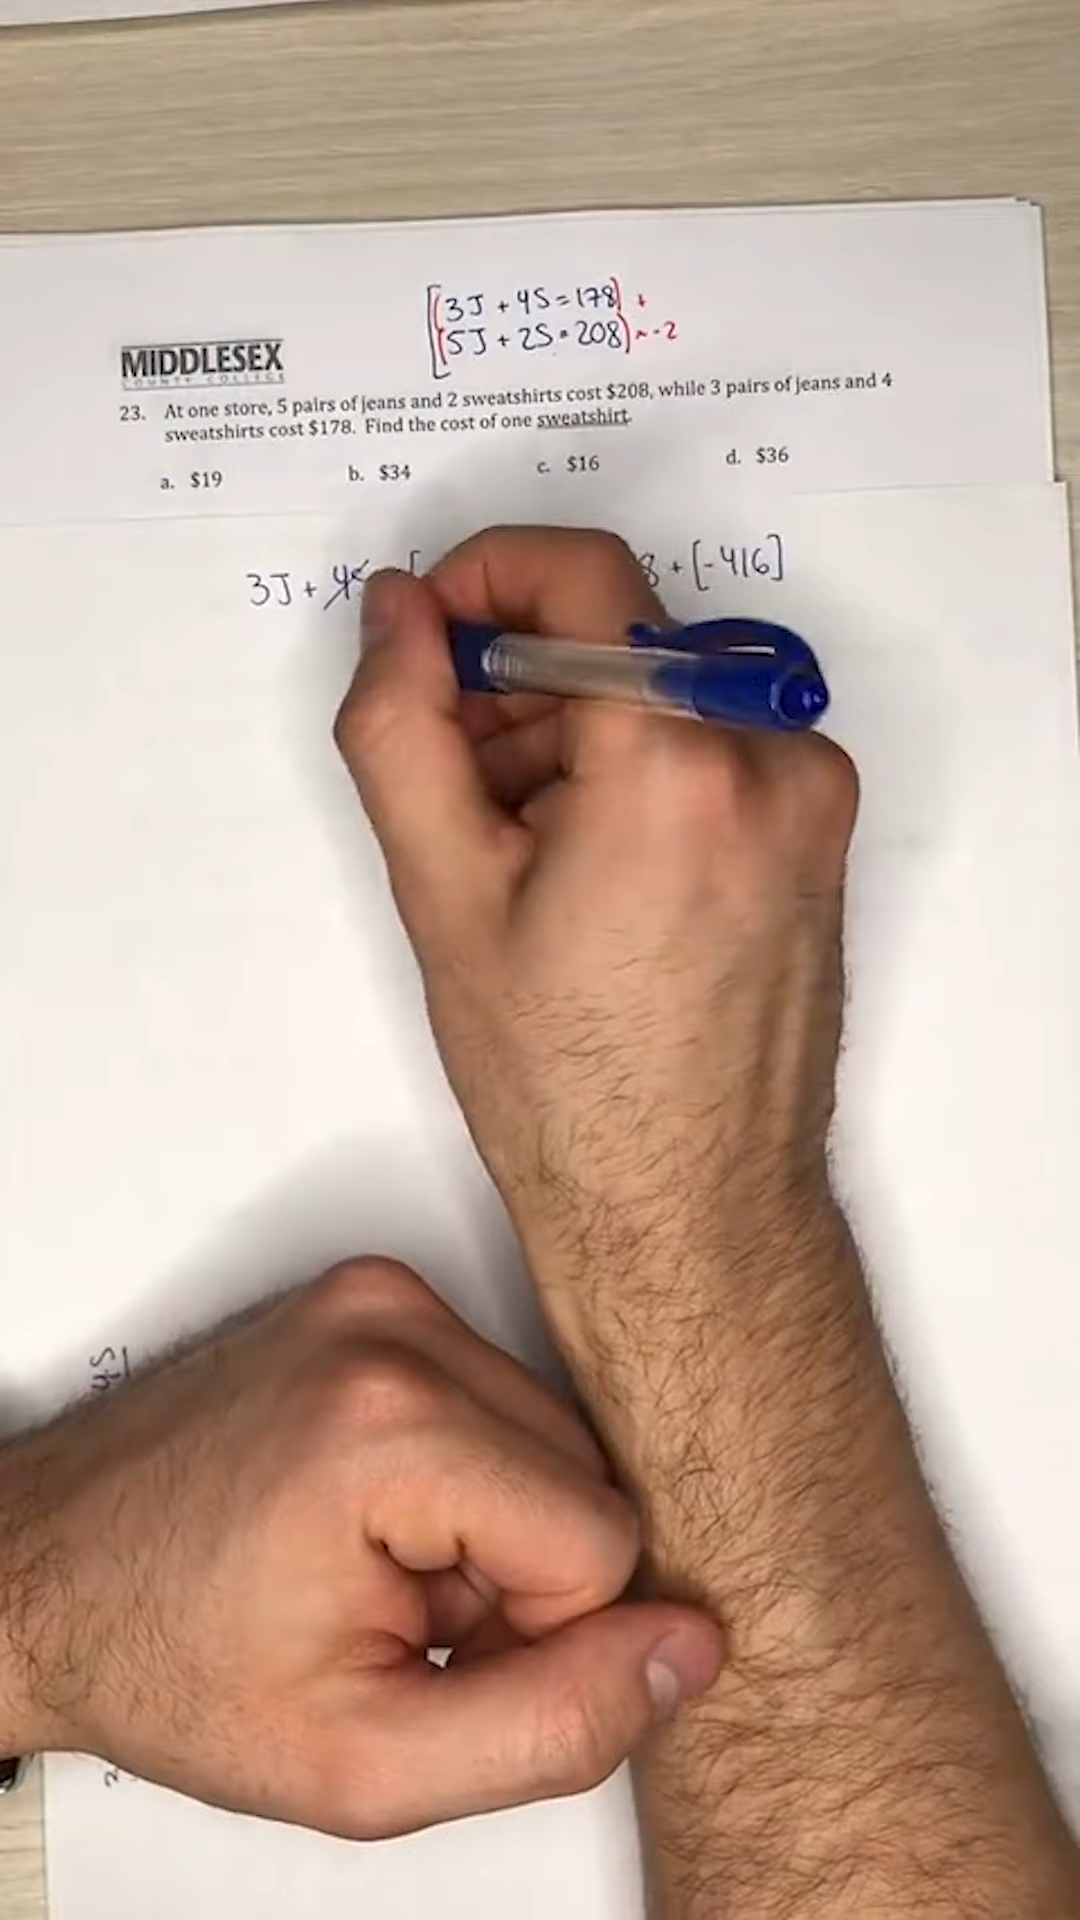 [(3J + 4S = 178) +
[(5J + 2S = 208) · -2
MIDDLESEX
COUNTY COLLEGE
23. At one store, 5 pairs of jeans and 2 sweatshirts cost $208, while 3 pairs of jeans and 4
sweatshirts cost $178. Find the cost of one sweatshirt.
a. $19 b. $34 c. $16 d. $36
3J + 4S 8 + [-416]
4S